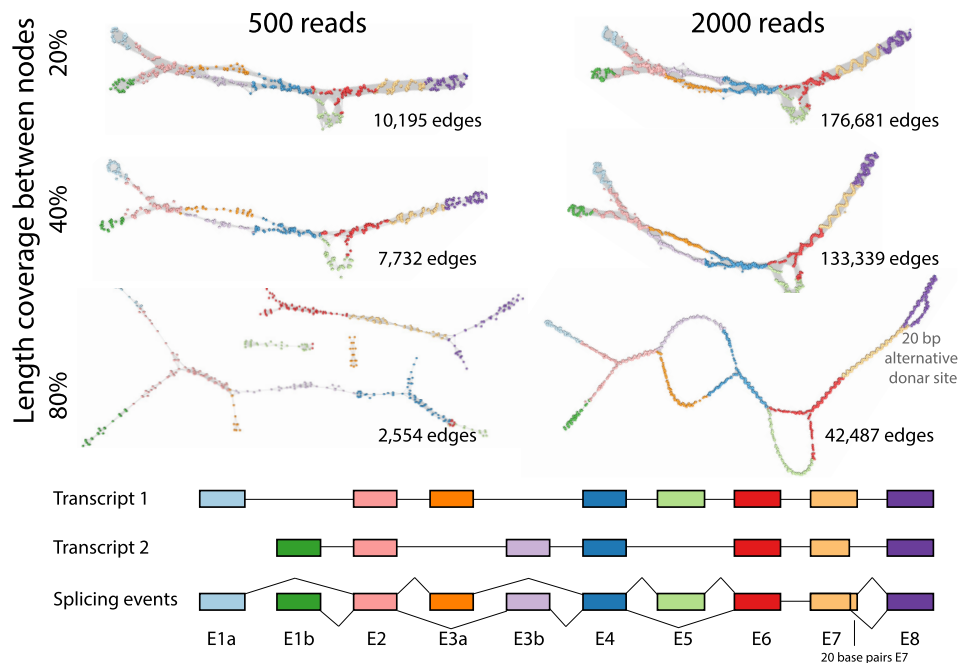 500 reads
2000 reads
Length coverage between nodes
20%
10,195 edges
176,681 edges
40%
7,732 edges
133,339 edges
80%
2,554 edges
20 bp
alternative
donar site
42,487 edges
Transcript 1
Transcript 2
Splicing events
E1a E1b E2 E3a E3b E4 E5 E6 E7 E8
20 base pairs E7